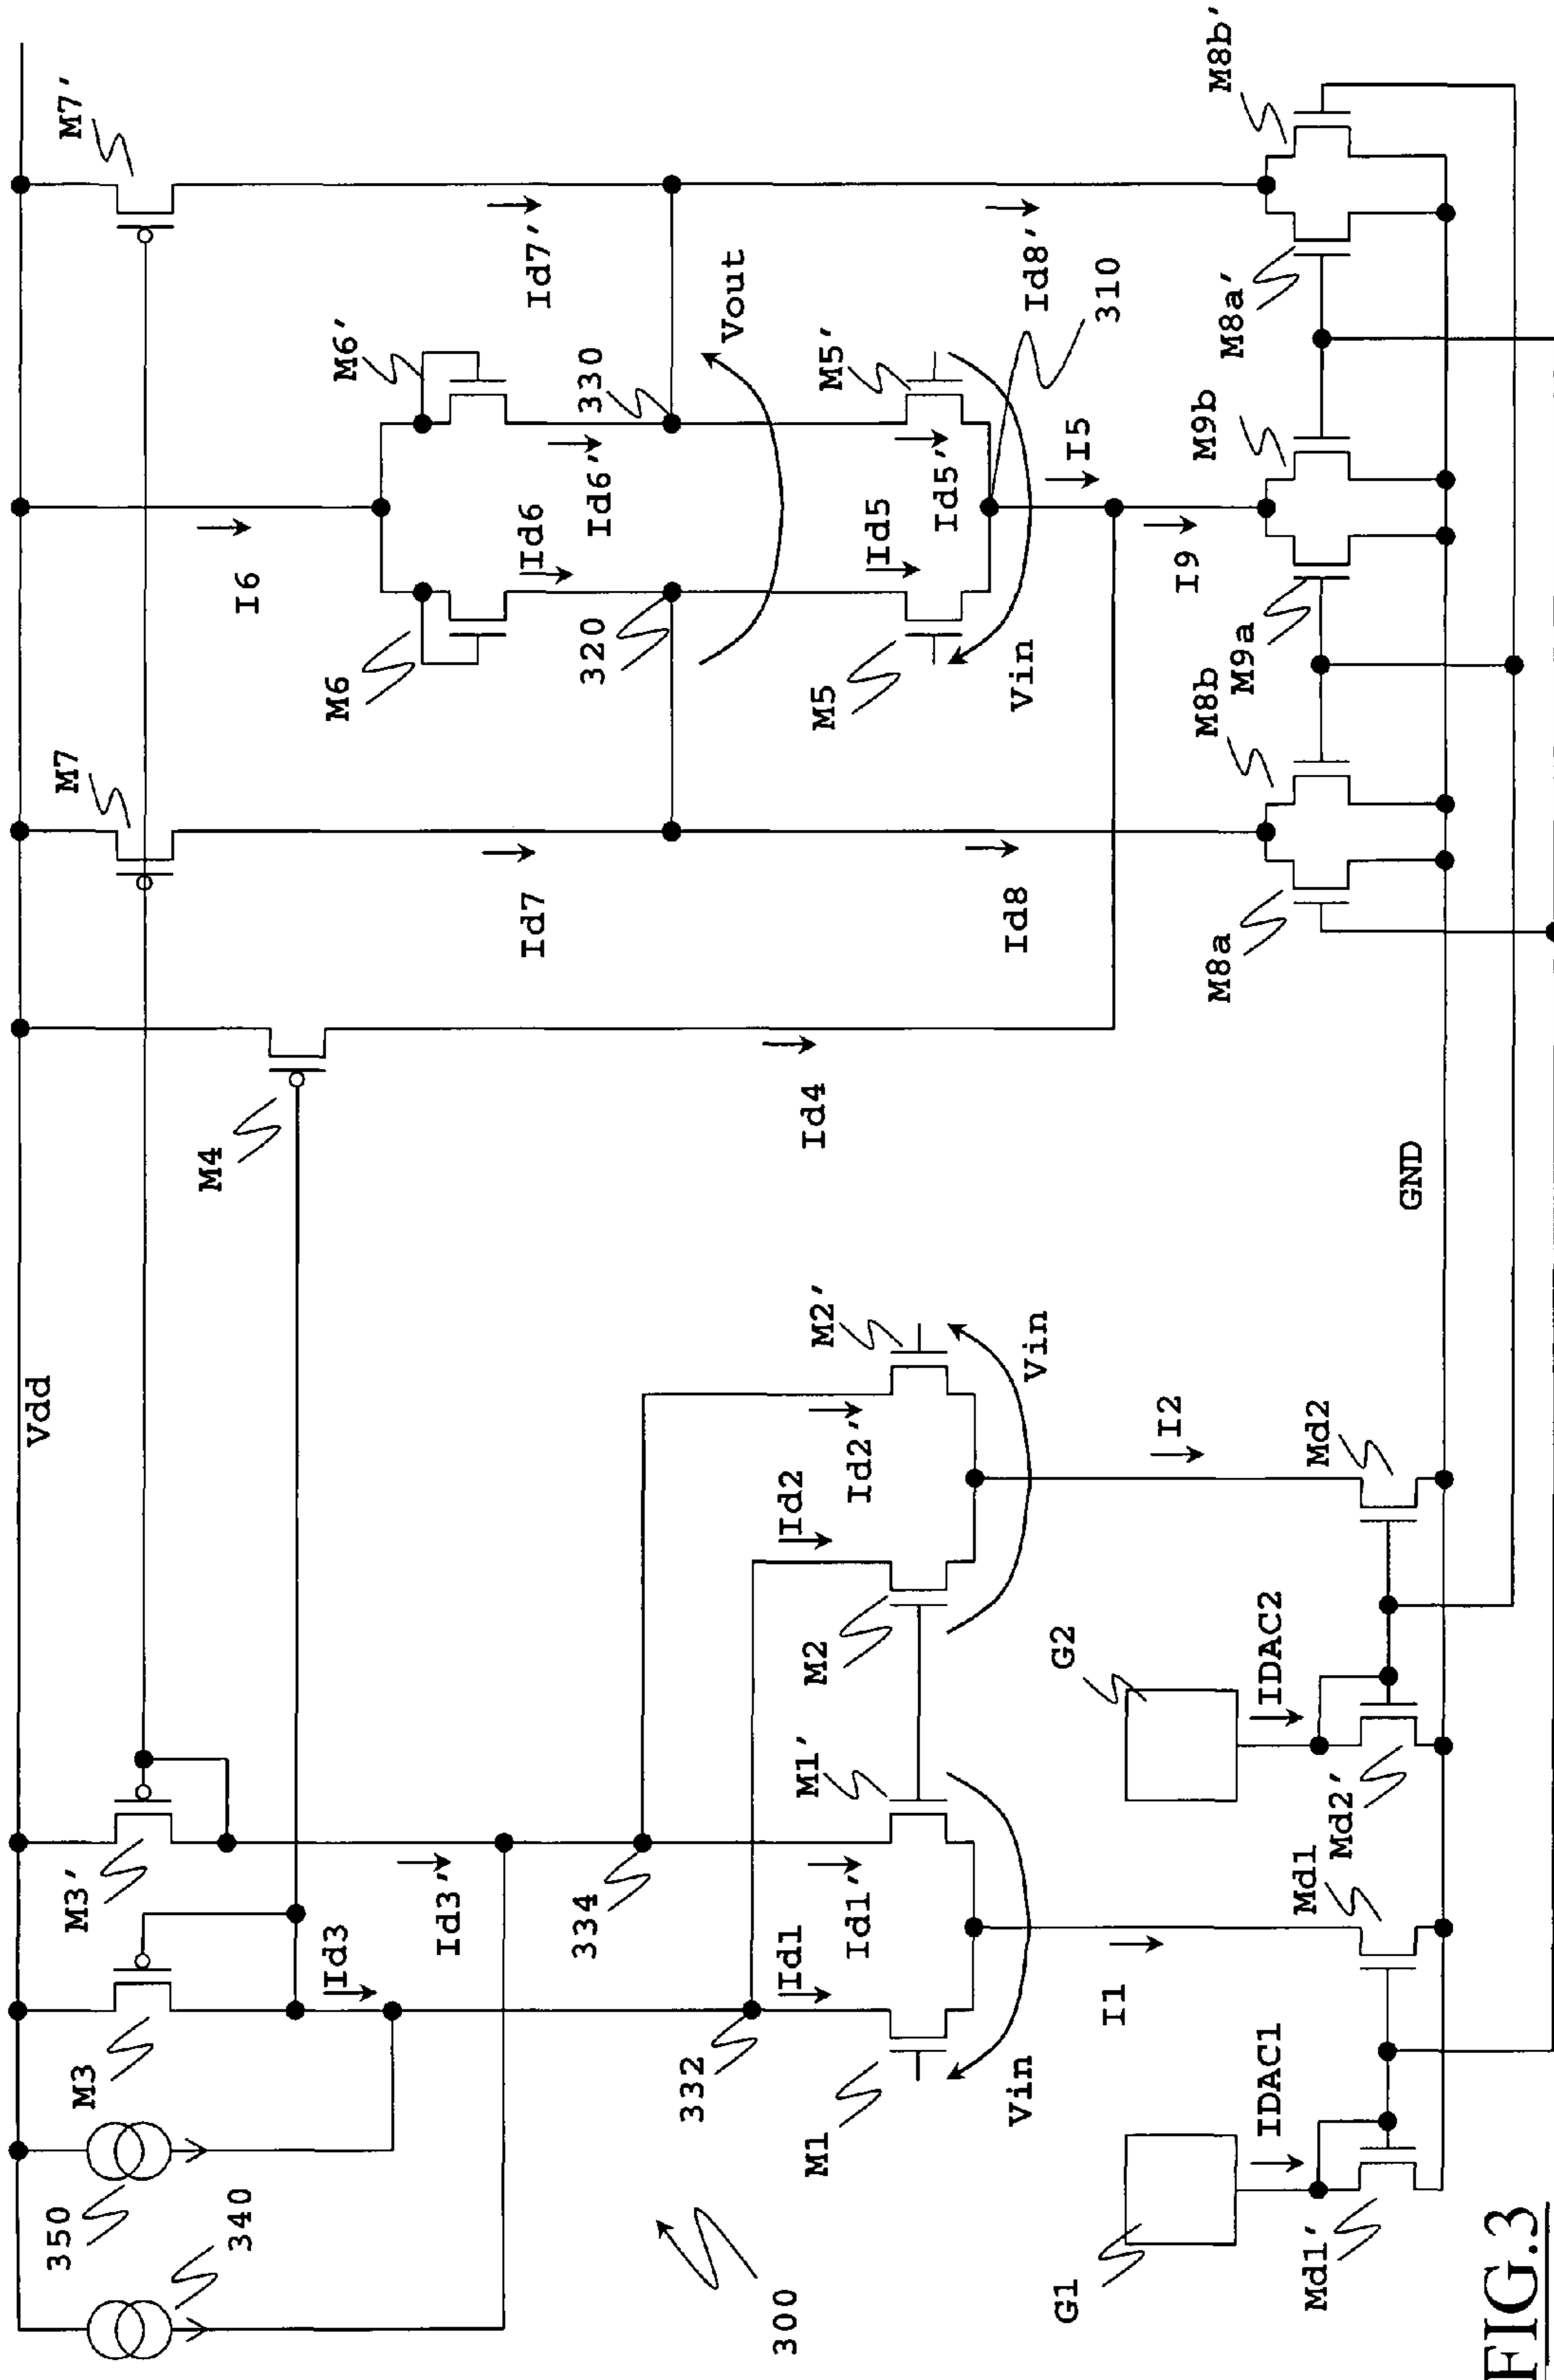 Vdd
M7'
M7
M3'
M3
350
340
M4
I6
M6
M6'
Id6
Id6'
320
330
Vout
Id7
Id7'
Id3
Id3'
334
332
Id4
M5
M5'
Id5
Id5'
Vin
I5
310
Id8
Id8'
I9
300
M1
M1'
Id1
Id1'
Vin
M2
M2'
Id2
Id2'
Vin
I1
I2
G1
IDAC1
G2
IDAC2
Md1'
Md1
Md2'
Md2
GND
M8a
M8b
M9a
M9b
M8a'
M8b'
FIG.3